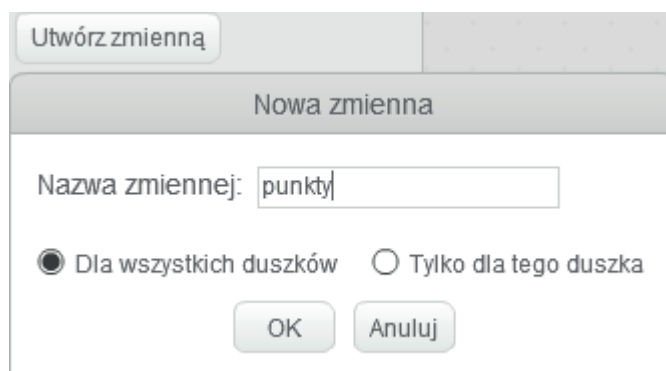 Utwórz zmienną
Nowa zmienna
Nazwa zmiennej: punkty
Dla wszystkich duszków Tylko dla tego duszka
OK Anuluj